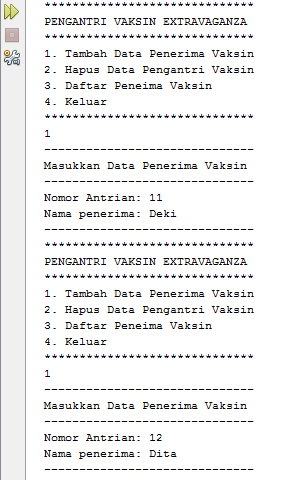 ******************************
PENGANTRI VAKSIN EXTRAVAGANZA
******************************
1. Tambah Data Penerima Vaksin
2. Hapus Data Pengantri Vaksin
3. Daftar Peneima Vaksin
4. Keluar
******************************
1
------------------------------
Masukkan Data Penerima Vaksin
------------------------------
Nomor Antrian: 11
Nama penerima: Deki
------------------------------
******************************
PENGANTRI VAKSIN EXTRAVAGANZA
******************************
1. Tambah Data Penerima Vaksin
2. Hapus Data Pengantri Vaksin
3. Daftar Peneima Vaksin
4. Keluar
******************************
1
------------------------------
Masukkan Data Penerima Vaksin
------------------------------
Nomor Antrian: 12
Nama penerima: Dita
------------------------------